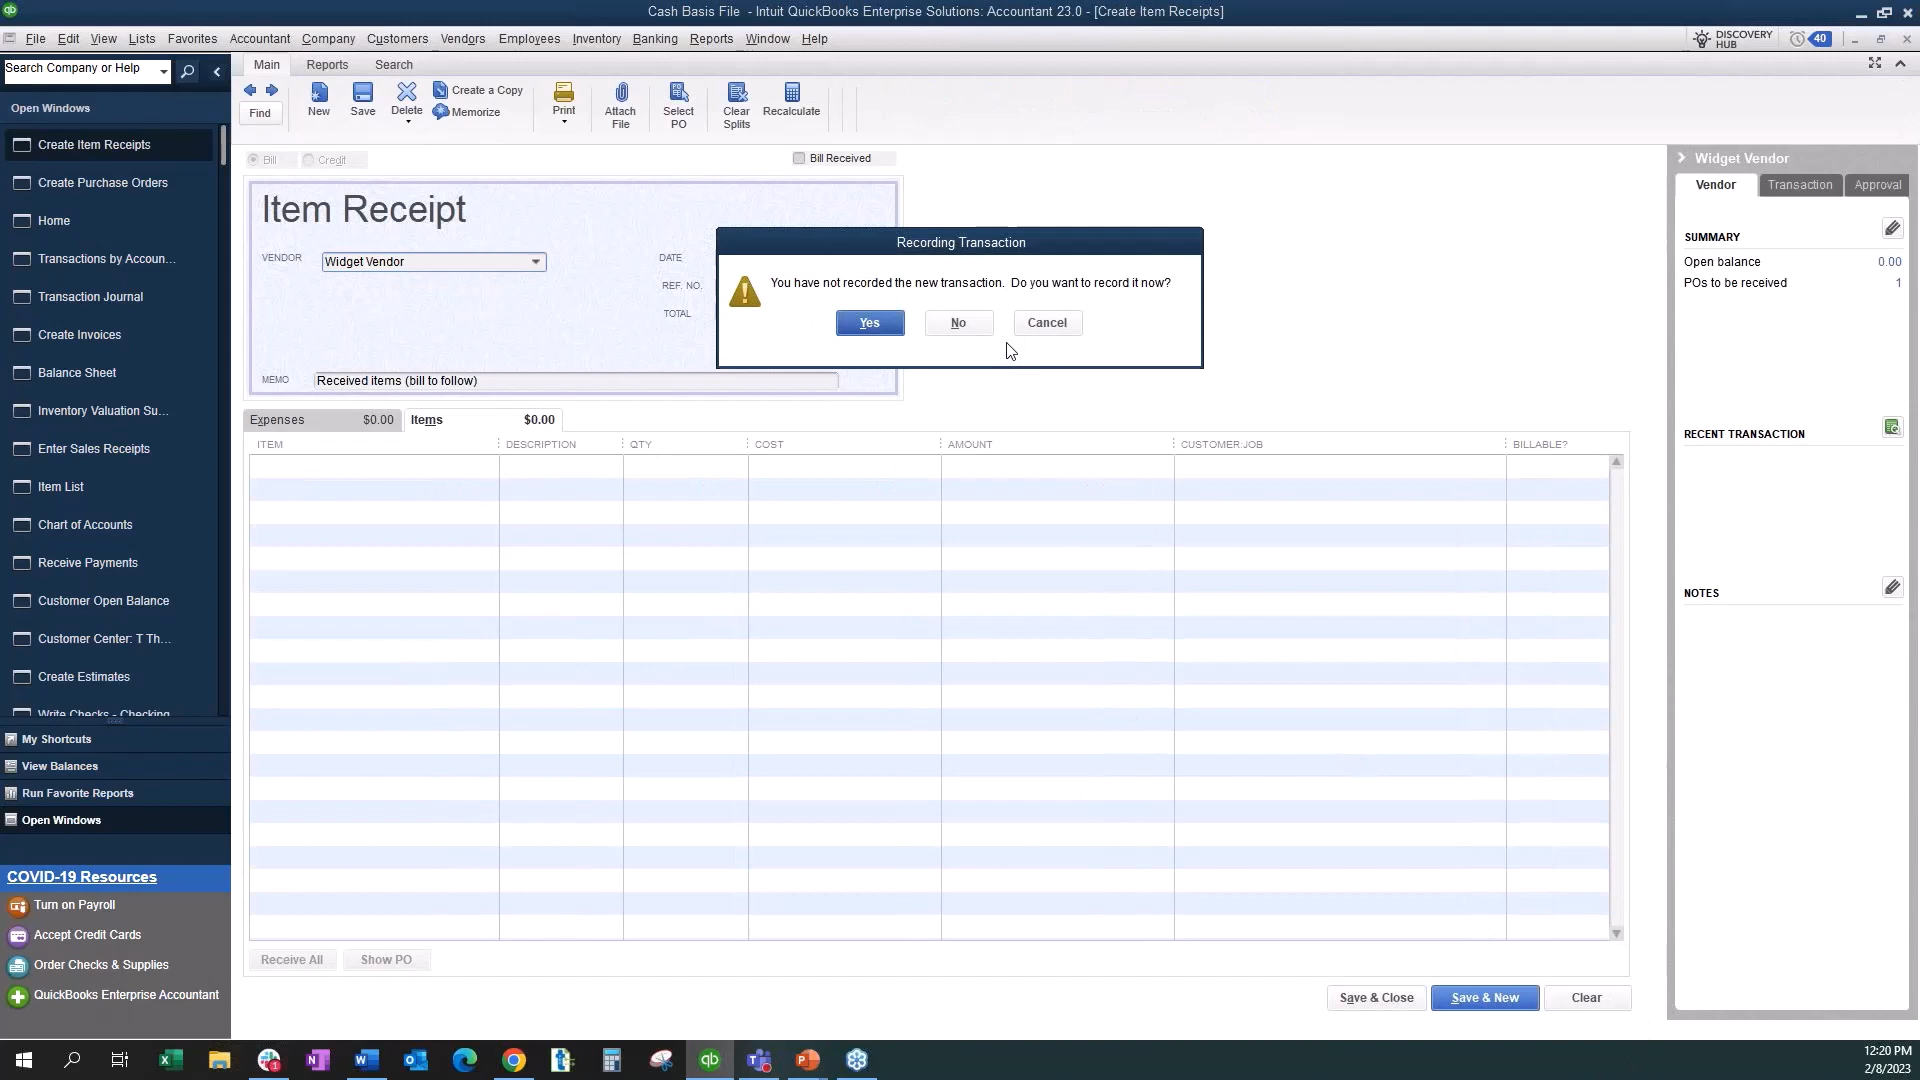 Cash Basis File - Intuit QuickBooks Enterprise Solutions: Accountant 23.0 - [Create Item Receipts]
File Edit View Lists Favorites Accountant Company Customers Vendors Employees Inventory Banking Reports Window Help
DISCOVERY HUB
40
Search Company or Help
Main Reports Search
Find
New
Save
Delete
Create a Copy
Memorize
Print
Attach File
Select PO
Clear Splits
Recalculate
Open Windows
Create Item Receipts
Create Purchase Orders
Home
Transactions by Accoun...
Transaction Journal
Create Invoices
Balance Sheet
Inventory Valuation Su...
Enter Sales Receipts
Item List
Chart of Accounts
Receive Payments
Customer Open Balance
Customer Center: T Th...
Create Estimates
Write Checks - Checking
My Shortcuts
View Balances
Run Favorite Reports
Open Windows
COVID-19 Resources
Turn on Payroll
Accept Credit Cards
Order Checks & Supplies
QuickBooks Enterprise Accountant
Bill Credit
Bill Received
Item Receipt
VENDOR Widget Vendor
DATE
REF. NO.
TOTAL
MEMO Received items (bill to follow)
Recording Transaction
You have not recorded the new transaction. Do you want to record it now?
Yes No Cancel
Expenses $0.00 Items $0.00
ITEM DESCRIPTION QTY COST AMOUNT CUSTOMER:JOB BILLABLE?
Receive All Show PO
Save & Close Save & New Clear
Widget Vendor
Vendor Transaction Approval
SUMMARY
Open balance 0.00
POs to be received 1
RECENT TRANSACTION
NOTES
12:20 PM
2/8/2023